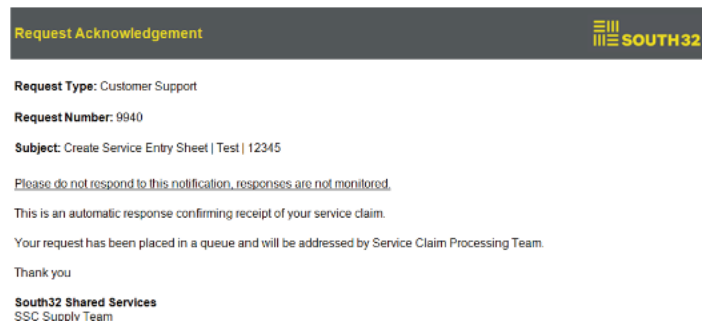 Request Acknowledgement
SOUTH32
Request Type: Customer Support
Request Number: 9940
Subject: Create Service Entry Sheet | Test | 12345
Please do not respond to this notification, responses are not monitored.
This is an automatic response confirming receipt of your service claim.
Your request has been placed in a queue and will be addressed by Service Claim Processing Team.
Thank you
South32 Shared Services
SSC Supply Team